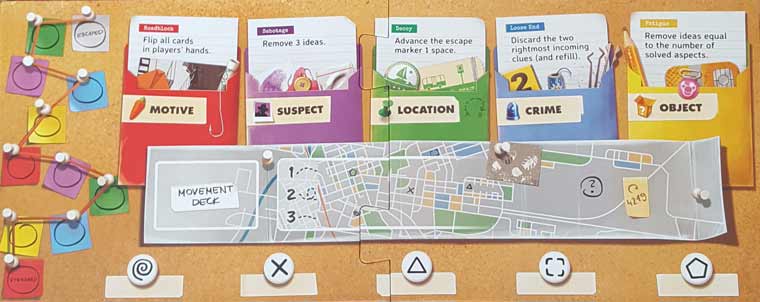 ESCAPED!
Roadblock
Flip all cards
in players' hands.
MOTIVE
Sabotage
Remove 3 ideas.
SUSPECT
Decoy
Advance the escape
marker 1 space.
LOCATION
Loose End
Discard the two
rightmost incoming
clues (and refill).
2
CRIME
Fatigue
Remove ideas equal
to the number of
solved aspects.
?
OBJECT
MOVEMENT
DECK
1
2
3
?
4219